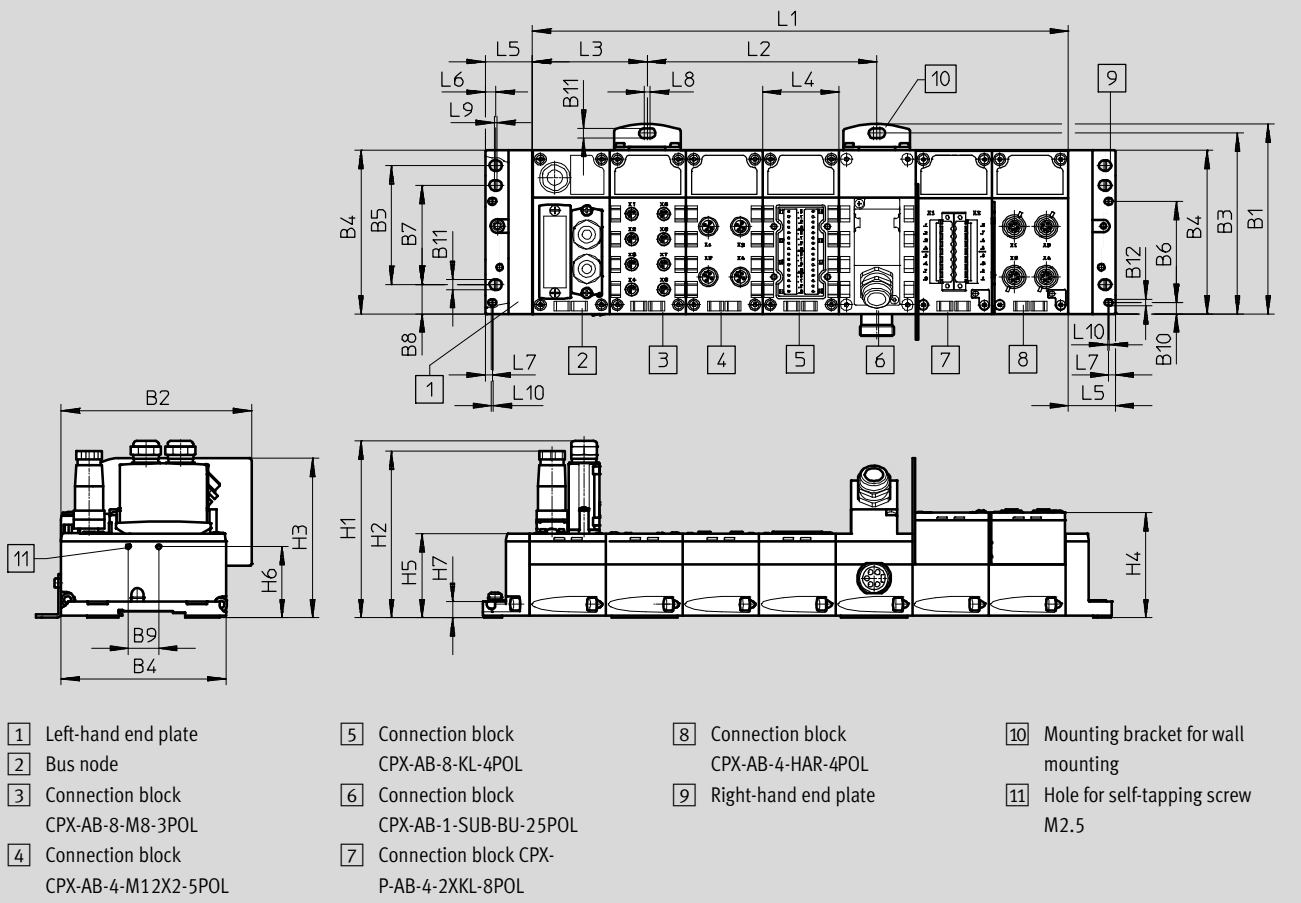 L1
L5
L3
L2
L6
B11
L8
L4
10
9
L9
B4
B5
B7
B11
B8
B12
B6
B4
B3
B1
X1
X2
L10
B10
L7
L7
L10
L5
1
2
3
4
5
6
7
8
B2
H3
H6
11
B9
B4
H1
H2
H5
H7
H4
1 Left-hand end plate
2 Bus node
3 Connection block
CPX-AB-8-M8-3POL
4 Connection block
CPX-AB-4-M12X2-5POL
5 Connection block
CPX-AB-8-KL-4POL
6 Connection block
CPX-AB-1-SUB-BU-25POL
7 Connection block CPX-
P-AB-4-2XKL-8POL
8 Connection block
CPX-AB-4-HAR-4POL
9 Right-hand end plate
10 Mounting bracket for wall
mounting
11 Hole for self-tapping screw
M2.5